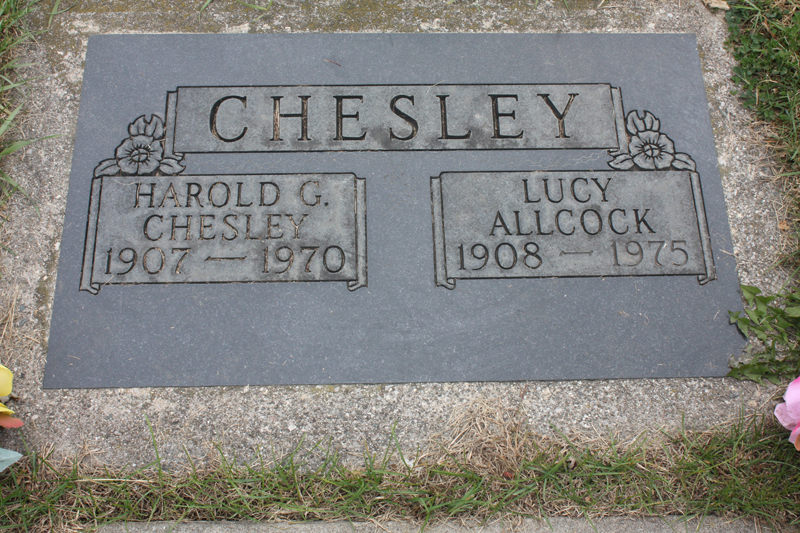 CHESLEY
HAROLD G.
CHESLEY
1907 — 1970
LUCY
ALLCOCK
1908 — 1975